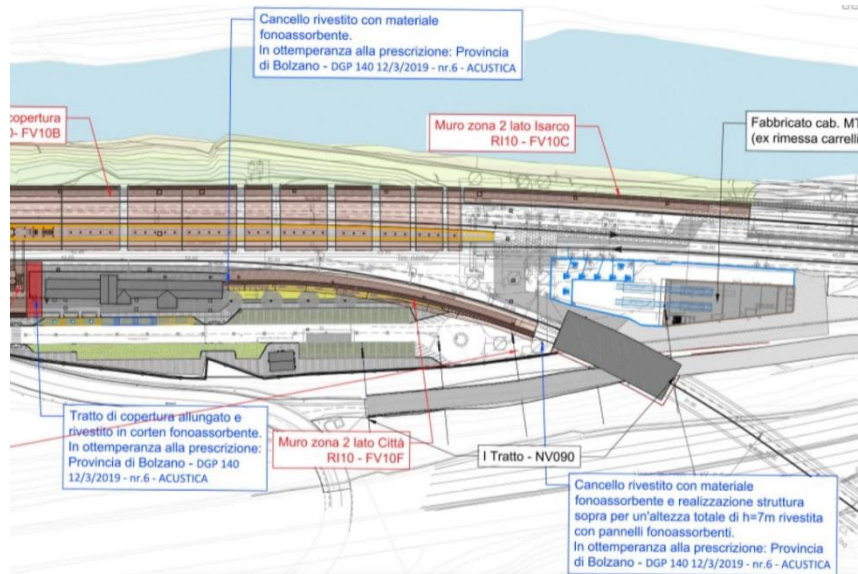 Cancello rivestito con materiale
fonoassorbente.
In ottemperanza alla prescrizione: Provincia
di Bolzano - DGP 140 12/3/2019 - nr.6 - ACUSTICA
copertura
- FV10B
Muro zona 2 lato Isarco
RI10 - FV10C
Fabbricato cab. MT
(ex rimessa carrelli
Tratto di copertura allungato e
rivestito in corten fonoassorbente.
In ottemperanza alla prescrizione:
Provincia di Bolzano - DGP 140
12/3/2019 - nr.6 - ACUSTICA
Muro zona 2 lato Città
RI10 - FV10F
I Tratto - NV090
Cancello rivestito con materiale
fonoassorbente e realizzazione struttura
sopra per un'altezza totale di h=7m rivestita
con pannelli fonoassorbenti.
In ottemperanza alla prescrizione: Provincia
di Bolzano - DGP 140 12/3/2019 - nr.6 - ACUSTICA